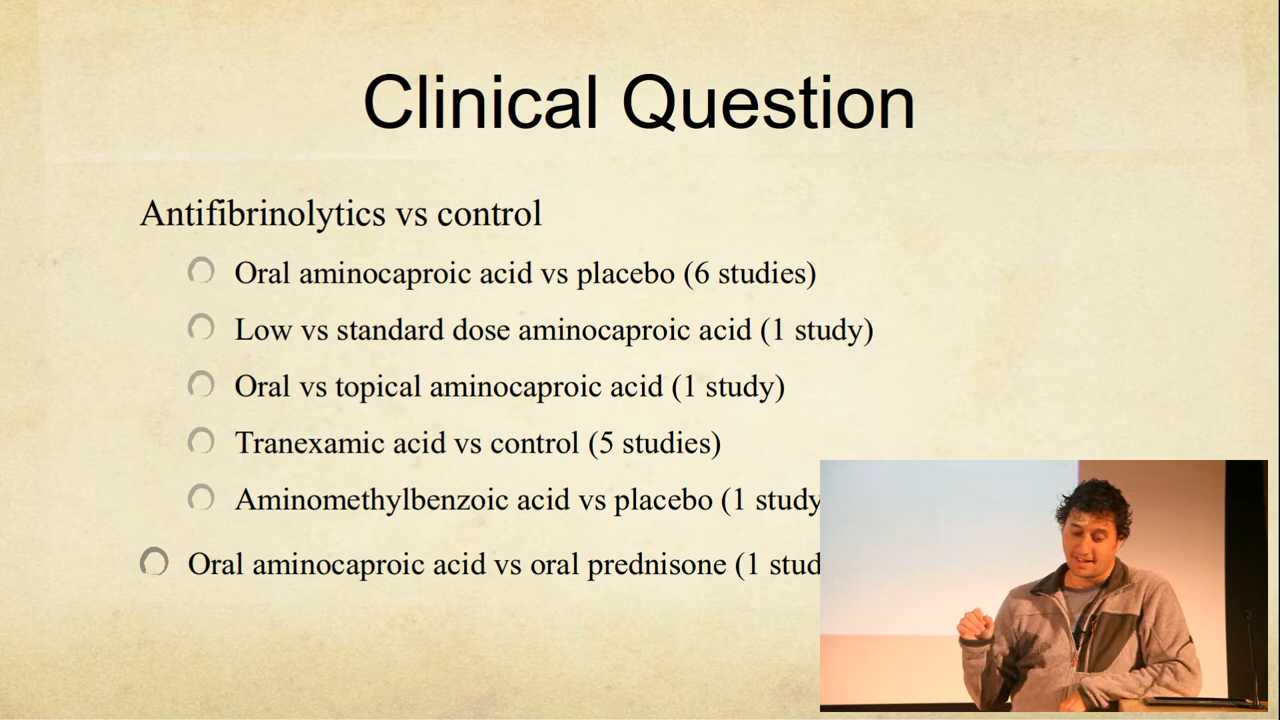 Clinical Question
Antifibrinolytics vs control
Oral aminocaproic acid vs placebo (6 studies)
Low vs standard dose aminocaproic acid (1 study)
Oral vs topical aminocaproic acid (1 study)
Tranexamic acid vs control (5 studies)
Aminomethylbenzoic acid vs placebo (1 study
Oral aminocaproic acid vs oral prednisone (1 stud